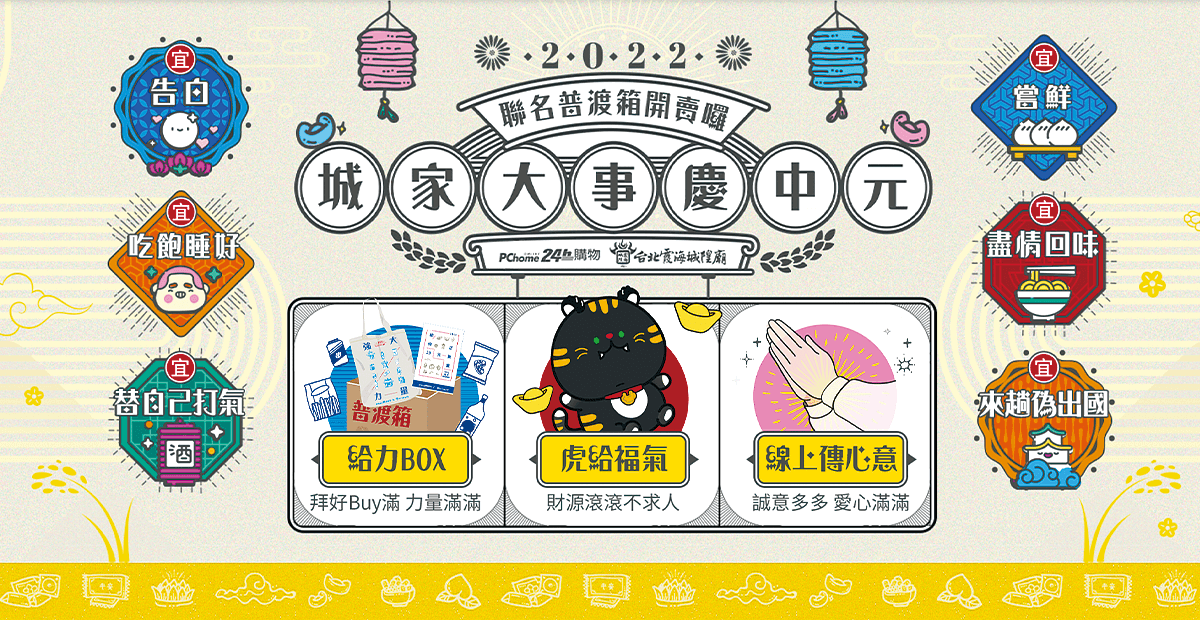 2・0・2・2
聯名普渡箱開賣囉
城家大事慶中元
PChome 24h購物 台北霞海城隍廟
宜
告白
宜
吃飽睡好
宜
替自己打氣
酒
宜
嘗鮮
宜
盡情回味
宜
來趟偽出國
普渡箱
給力BOX
拜好Buy滿 力量滿滿
虎給福氣
財源滾滾不求人
線上傳心意
誠意多多 愛心滿滿